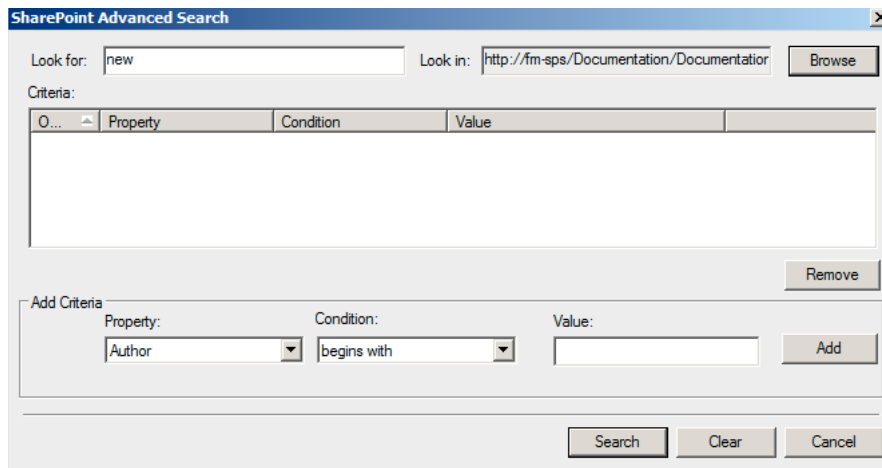 SharePoint Advanced Search
Look for: new Look in: http://fm-sps/Documentation/Documentatior Browse
Criteria:
O... Property Condition Value
Remove
Add Criteria
Property: Condition: Value:
Author begins with Add
Search Clear Cancel